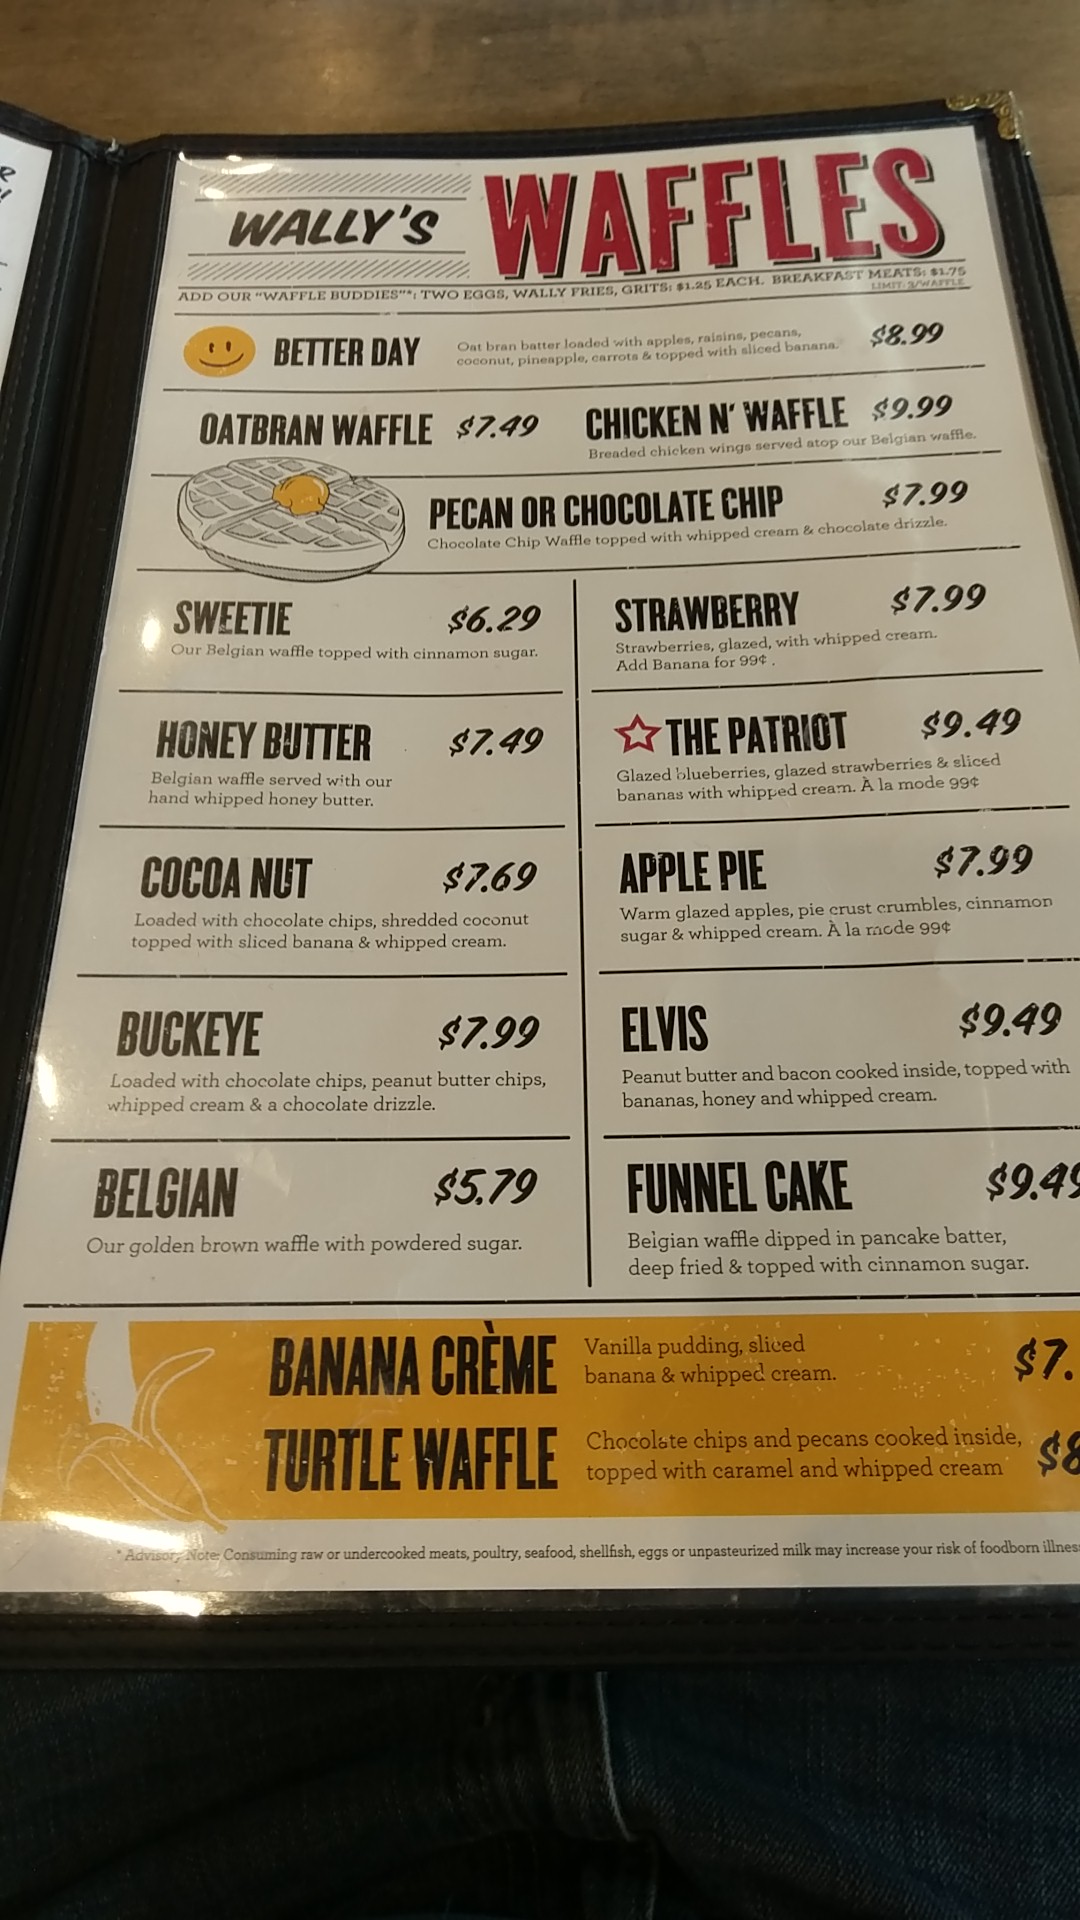 WALLY'S WAFFLES
ADD OUR "WAFFLE BUDDIES"*: TWO EGGS, WALLY FRIES, GRITS: $1.25 EACH. BREAKFAST MEATS: $1.75
LIMIT: 3/WAFFLE
BETTER DAY
Oat bran batter loaded with apples, raisins, pecans,
coconut, pineapple, carrots & topped with sliced banana.
$8.99
OATBRAN WAFFLE $7.49
CHICKEN N' WAFFLE $9.99
Breaded chicken wings served atop our Belgian waffle.
PECAN OR CHOCOLATE CHIP $7.99
Chocolate Chip Waffle topped with whipped cream & chocolate drizzle.
SWEETIE $6.29
Our Belgian waffle topped with cinnamon sugar.
HONEY BUTTER $7.49
Belgian waffle served with our
hand whipped honey butter.
COCOA NUT $7.69
Loaded with chocolate chips, shredded coconut
topped with sliced banana & whipped cream.
BUCKEYE $7.99
Loaded with chocolate chips, peanut butter chips,
whipped cream & a chocolate drizzle.
BELGIAN $5.79
Our golden brown waffle with powdered sugar.
STRAWBERRY $7.99
Strawberries, glazed, with whipped cream.
Add Banana for 99¢.
THE PATRIOT $9.49
Glazed blueberries, glazed strawberries & sliced
bananas with whipped cream. À la mode 99¢
APPLE PIE $7.99
Warm glazed apples, pie crust crumbles, cinnamon
sugar & whipped cream. À la mode 99¢
ELVIS $9.49
Peanut butter and bacon cooked inside, topped with
bananas, honey and whipped cream.
FUNNEL CAKE $9.49
Belgian waffle dipped in pancake batter,
deep fried & topped with cinnamon sugar.
BANANA CRÈME
Vanilla pudding, sliced
banana & whipped cream.
$7.
TURTLE WAFFLE
Chocolate chips and pecans cooked inside,
topped with caramel and whipped cream
$8
* Advisory Note: Consuming raw or undercooked meats, poultry, seafood, shellfish, eggs or unpasteurized milk may increase your risk of foodborn illnes